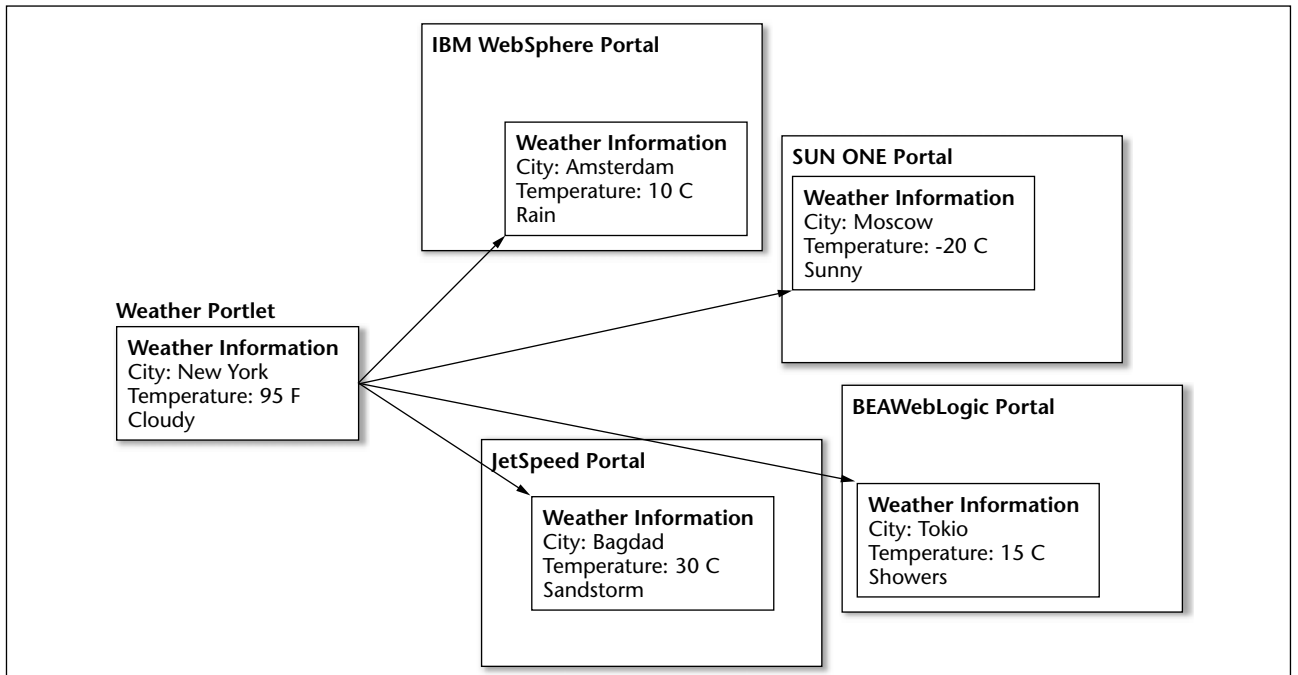 IBM WebSphere Portal
Weather Information
City: Amsterdam
Temperature: 10 C
Rain
SUN ONE Portal
Weather Information
City: Moscow
Temperature: -20 C
Sunny
Weather Portlet
Weather Information
City: New York
Temperature: 95 F
Cloudy
BEAWebLogic Portal
Weather Information
City: Tokio
Temperature: 15 C
Showers
JetSpeed Portal
Weather Information
City: Bagdad
Temperature: 30 C
Sandstorm